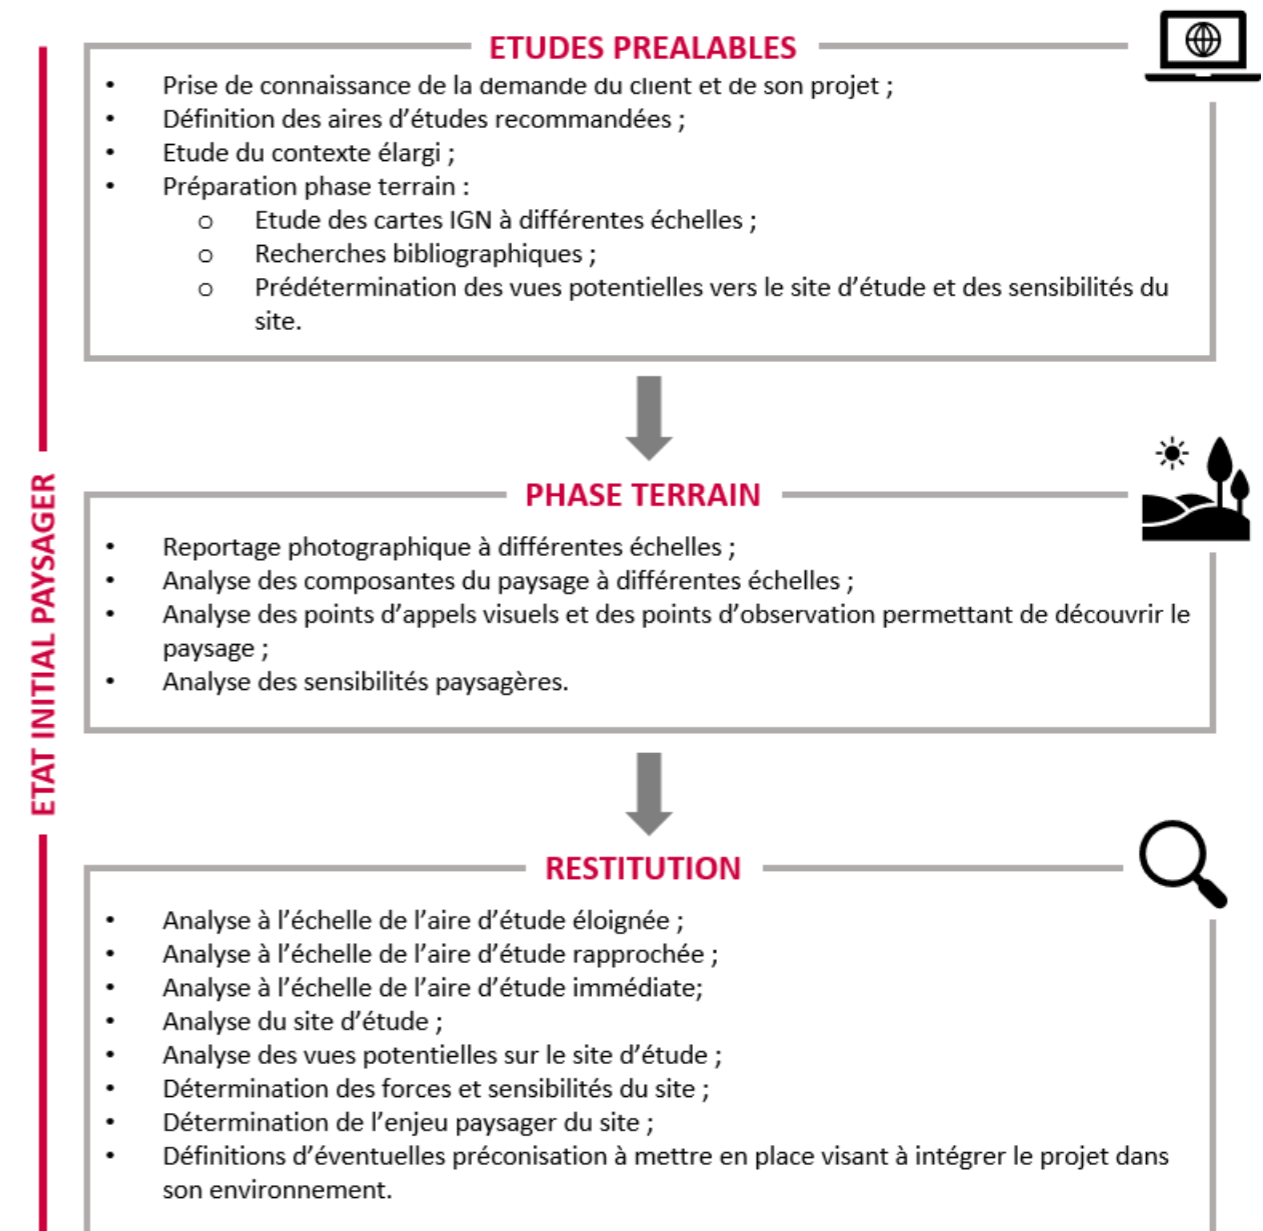 ETUDES PREALABLES
• Prise de connaissance de la demande du client et de son projet ;
• Définition des aires d’études recommandées ;
• Etude du contexte élargi ;
• Préparation phase terrain :
o Etude des cartes IGN à différentes échelles ;
o Recherches bibliographiques ;
o Prédétermination des vues potentielles vers le site d’étude et des sensibilités du
site.
ETAT INITIAL PAYSAGER
PHASE TERRAIN
• Reportage photographique à différentes échelles ;
• Analyse des composantes du paysage à différentes échelles ;
• Analyse des points d’appels visuels et des points d’observation permettant de découvrir le
paysage ;
• Analyse des sensibilités paysagères.
RESTITUTION
• Analyse à l’échelle de l’aire d’étude éloignée ;
• Analyse à l’échelle de l’aire d’étude rapprochée ;
• Analyse à l’échelle de l’aire d’étude immédiate;
• Analyse du site d’étude ;
• Analyse des vues potentielles sur le site d’étude ;
• Détermination des forces et sensibilités du site ;
• Détermination de l’enjeu paysager du site ;
• Définitions d’éventuelles préconisation à mettre en place visant à intégrer le projet dans
son environnement.